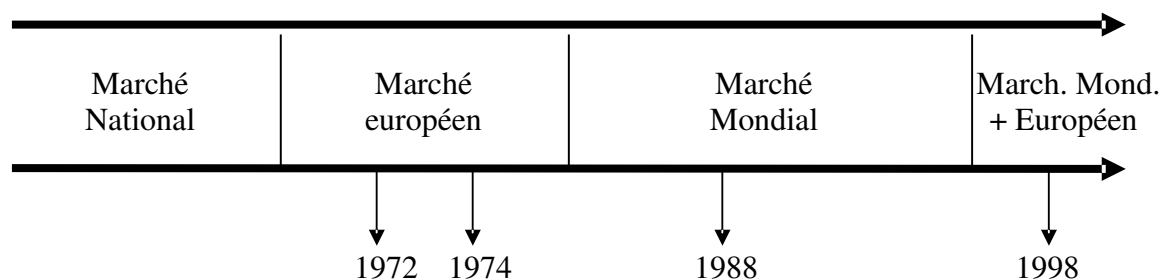 Marché
National
Marché
européen
Marché
Mondial
March. Mond.
+ Européen
1972
1974
1988
1998